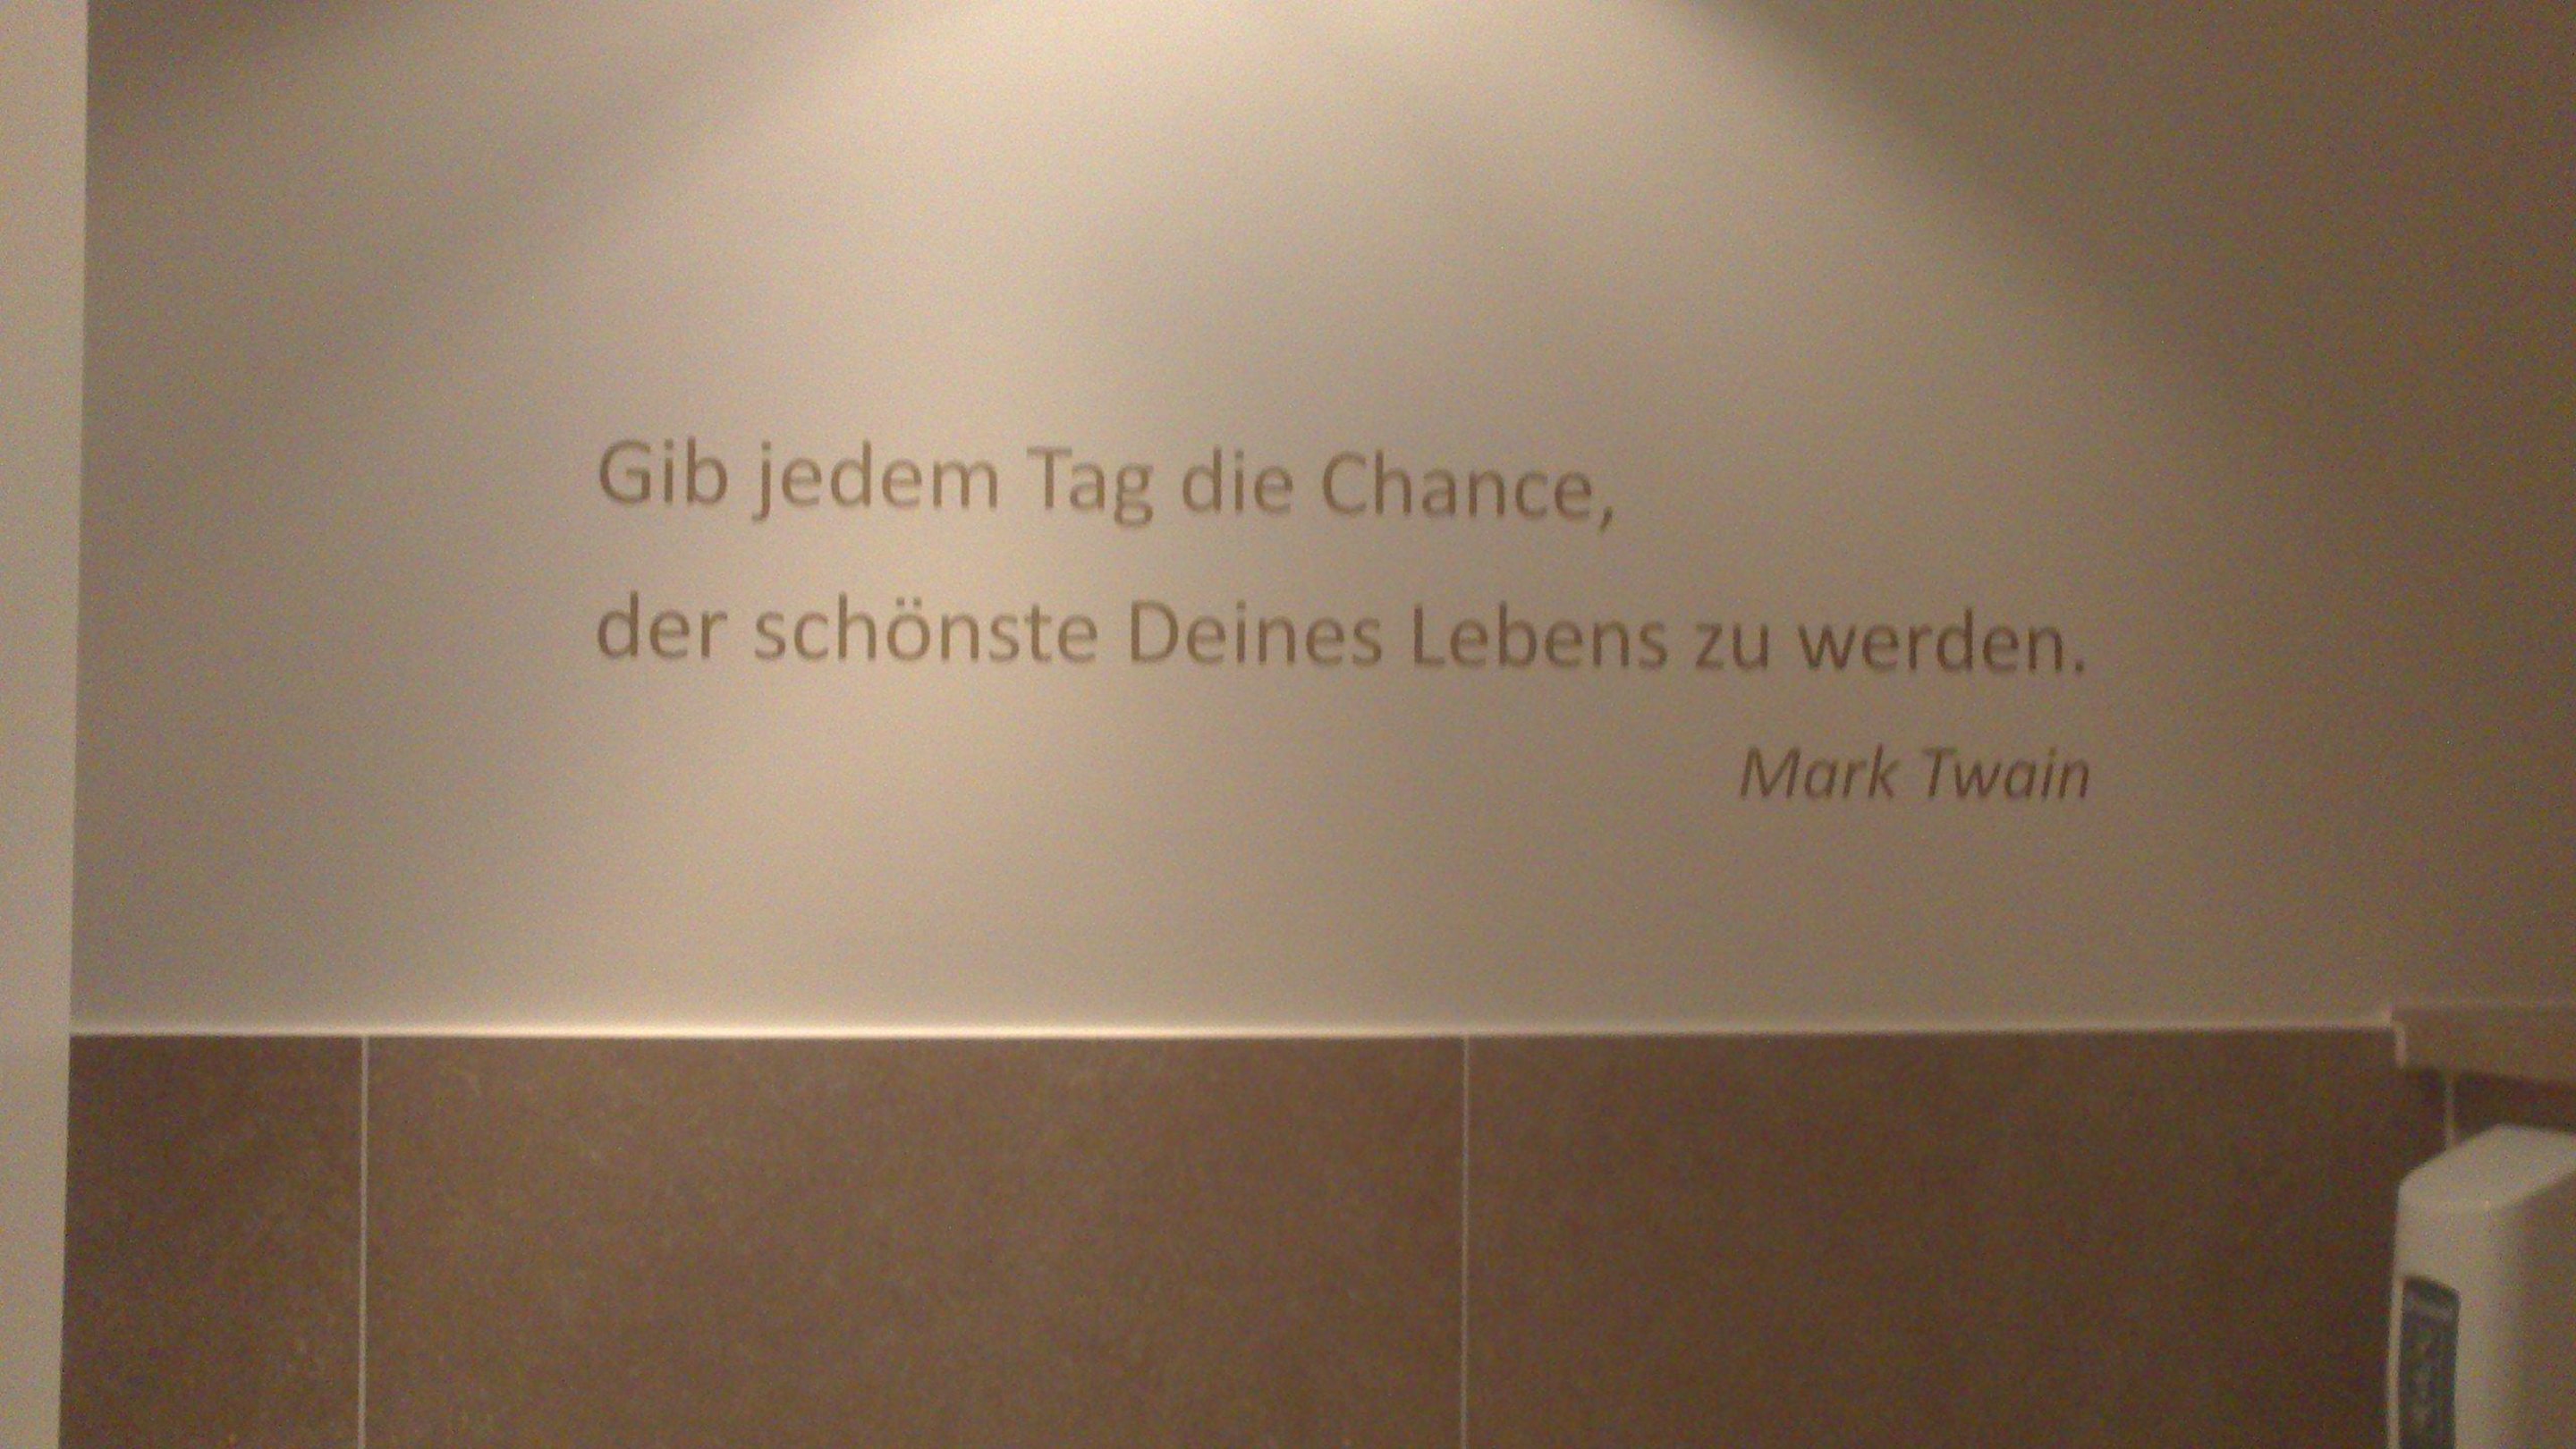 Gib jedem Tag die Chance,
der schönste Deines Lebens zu werden.
Mark Twain